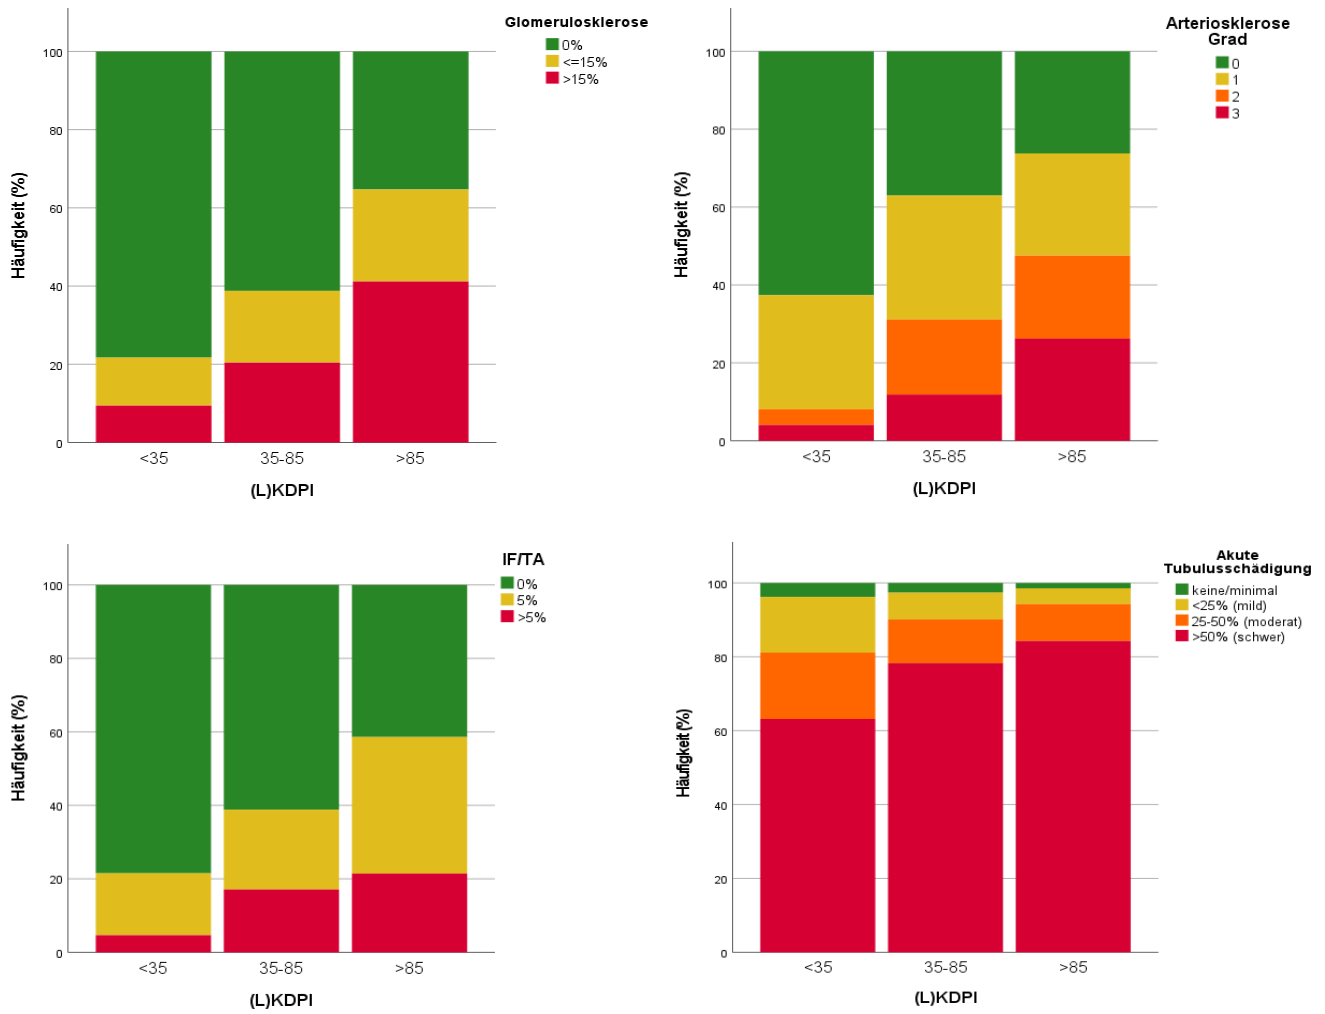 Glomerulosklerose
0%
<=15%
>15%
100
80
60
40
20
0
Häufigkeit (%)
<35
35-85
>85
(L)KDPI
Arteriosklerose
Grad
0
1
2
3
100
80
60
40
20
0
Häufigkeit (%)
<35
35-85
>85
(L)KDPI
IF/TA
0%
5%
>5%
100
80
60
40
20
0
Häufigkeit (%)
<35
35-85
>85
(L)KDPI
Akute
Tubulusschädigung
keine/minimal
<25% (mild)
25-50% (moderat)
>50% (schwer)
100
80
60
40
20
0
Häufigkeit (%)
<35
35-85
>85
(L)KDPI